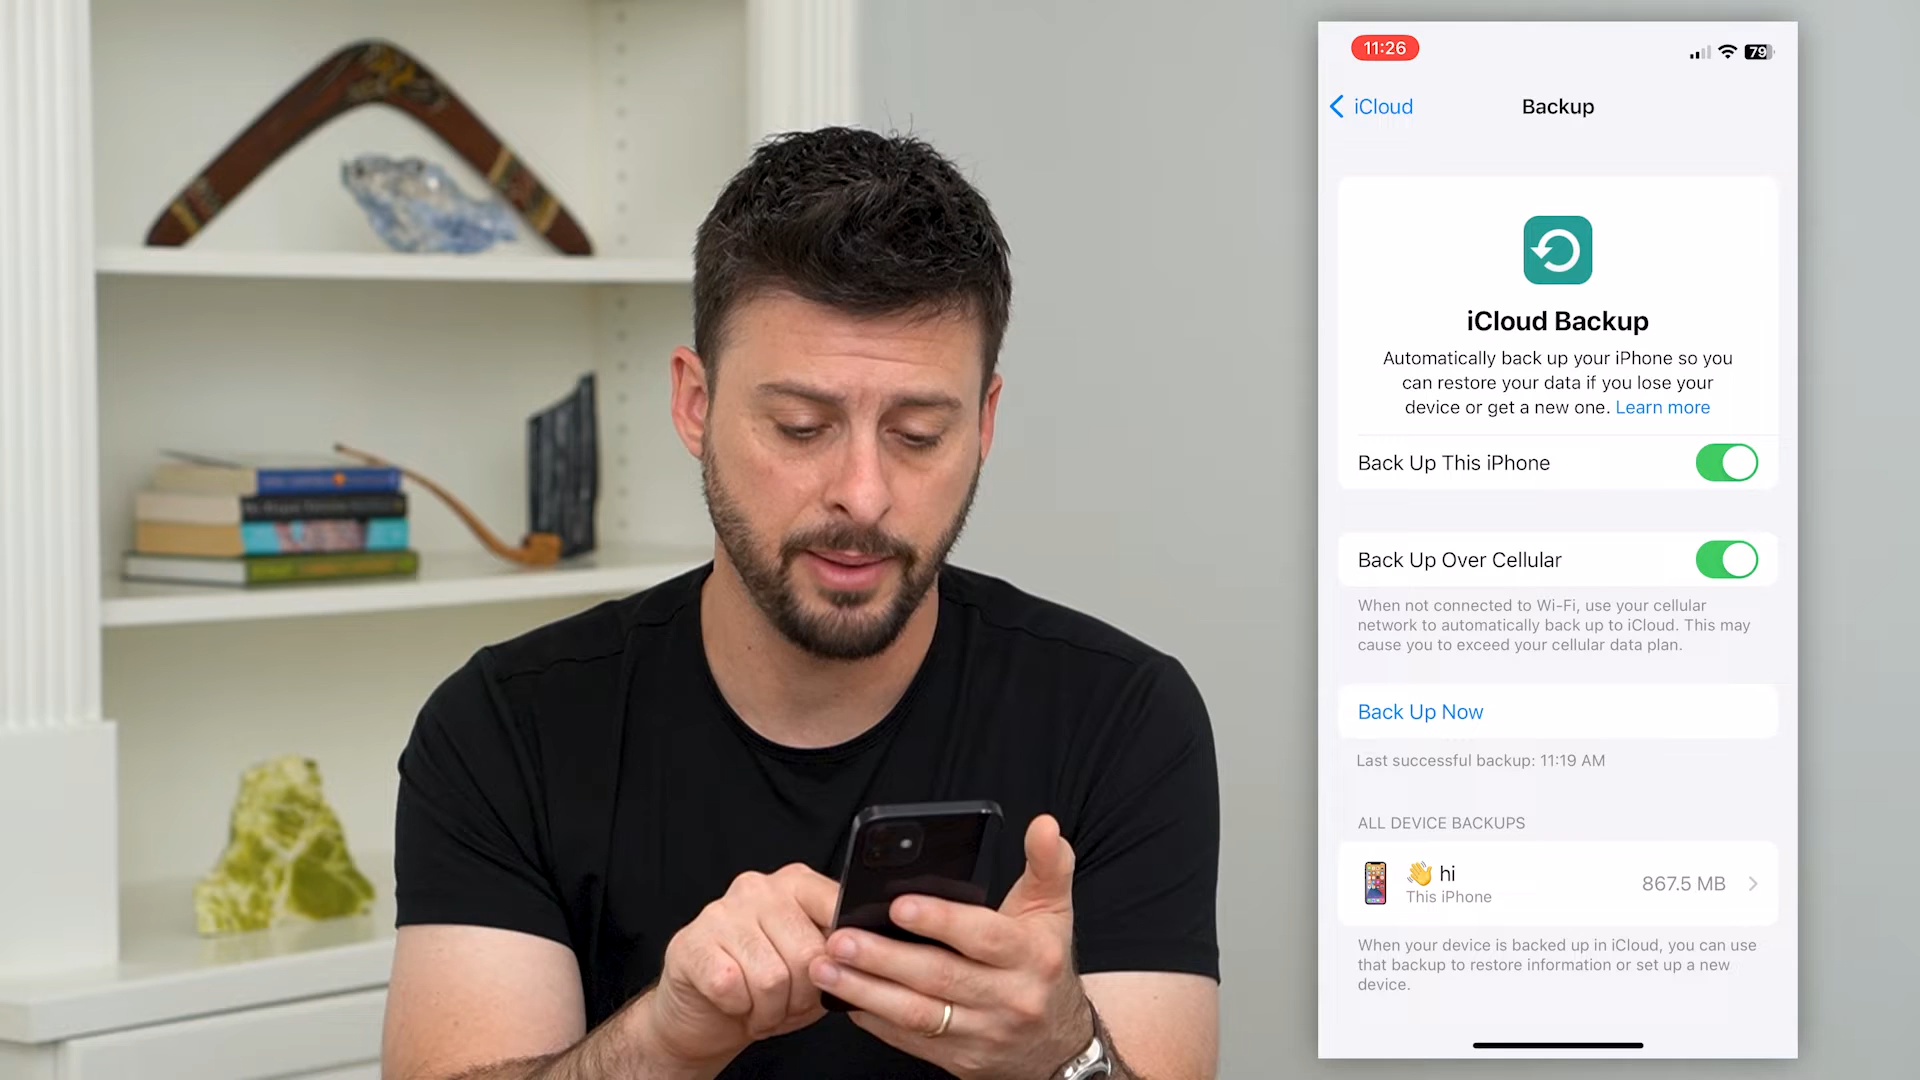 11:26
79
iCloud
Backup
iCloud Backup
Automatically back up your iPhone so you
can restore your data if you lose your
device or get a new one. Learn more
Back Up This iPhone
Back Up Over Cellular
When not connected to Wi-Fi, use your cellular
network to automatically back up to iCloud. This may
cause you to exceed your cellular data plan.
Back Up Now
Last successful backup: 11:19 AM
ALL DEVICE BACKUPS
👋 hi
This iPhone
867.5 MB
When your device is backed up in iCloud, you can use
that backup to restore information or set up a new
device.